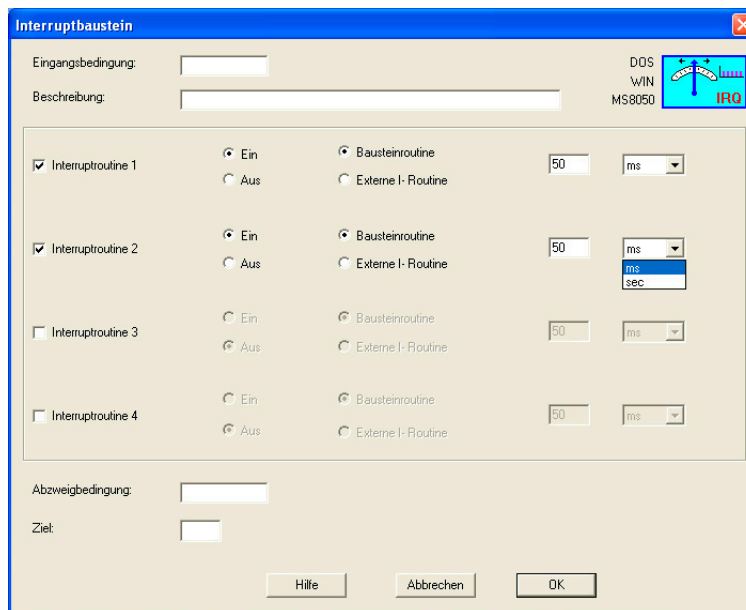 Interruptbaustein
Eingangsbedingung:
DOS
WIN
MS8050
IRQ
Beschreibung:
Interruptroutine 1
Ein
Aus
Bausteinroutine
Externe I- Routine
50
ms
Interruptroutine 2
Ein
Aus
Bausteinroutine
Externe I- Routine
50
ms
ms
sec
Interruptroutine 3
Ein
Aus
Bausteinroutine
Externe I- Routine
50
ms
Interruptroutine 4
Ein
Aus
Bausteinroutine
Externe I- Routine
50
ms
Abzweigbedingung:
Ziel:
Hilfe
Abbrechen
OK